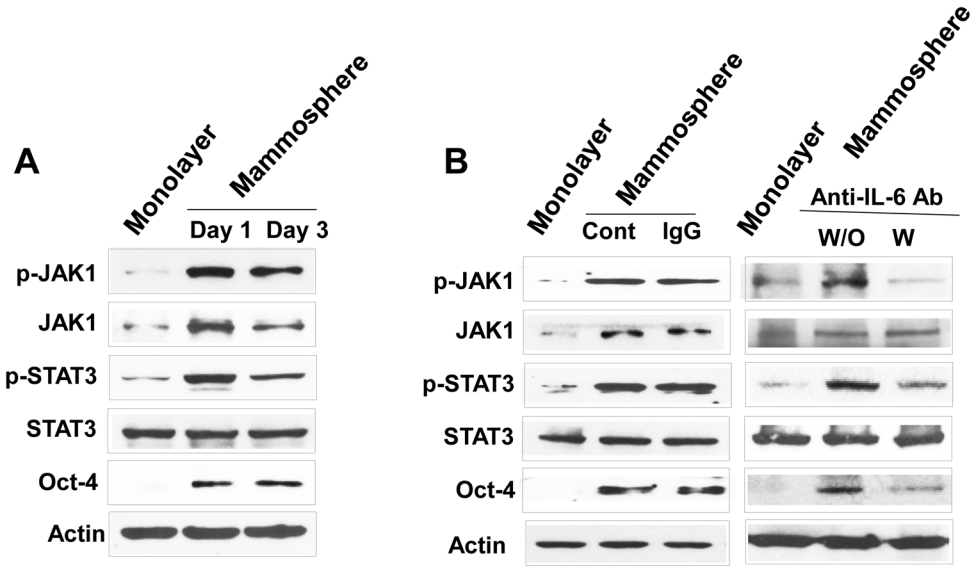 A
Monolayer
Mammosphere
Day 1 Day 3
p-JAK1
JAK1
p-STAT3
STAT3
Oct-4
Actin
B
Monolayer
Mammosphere
Cont IgG
Monolayer
Mammosphere
Anti-IL-6 Ab
W/O W
p-JAK1
JAK1
p-STAT3
STAT3
Oct-4
Actin